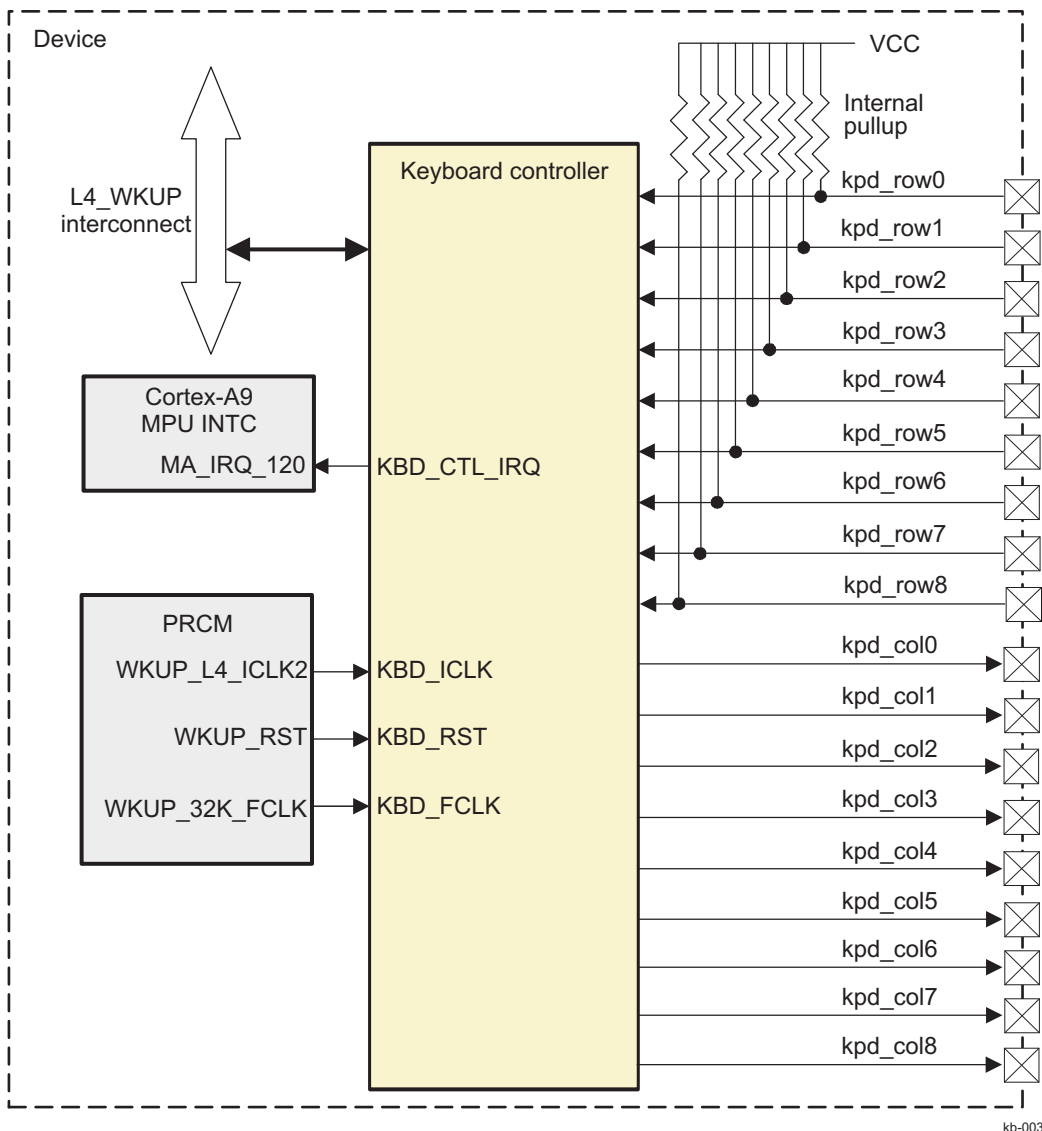 Device
VCC
Internal
pullup
Keyboard controller
L4_WKUP
interconnect
kpd_row0
kpd_row1
kpd_row2
kpd_row3
kpd_row4
kpd_row5
kpd_row6
kpd_row7
kpd_row8
Cortex-A9
MPU INTC
MA_IRQ_120
KBD_CTL_IRQ
PRCM
WKUP_L4_ICLK2
KBD_ICLK
WKUP_RST
KBD_RST
WKUP_32K_FCLK
KBD_FCLK
kpd_col0
kpd_col1
kpd_col2
kpd_col3
kpd_col4
kpd_col5
kpd_col6
kpd_col7
kpd_col8
kb-003